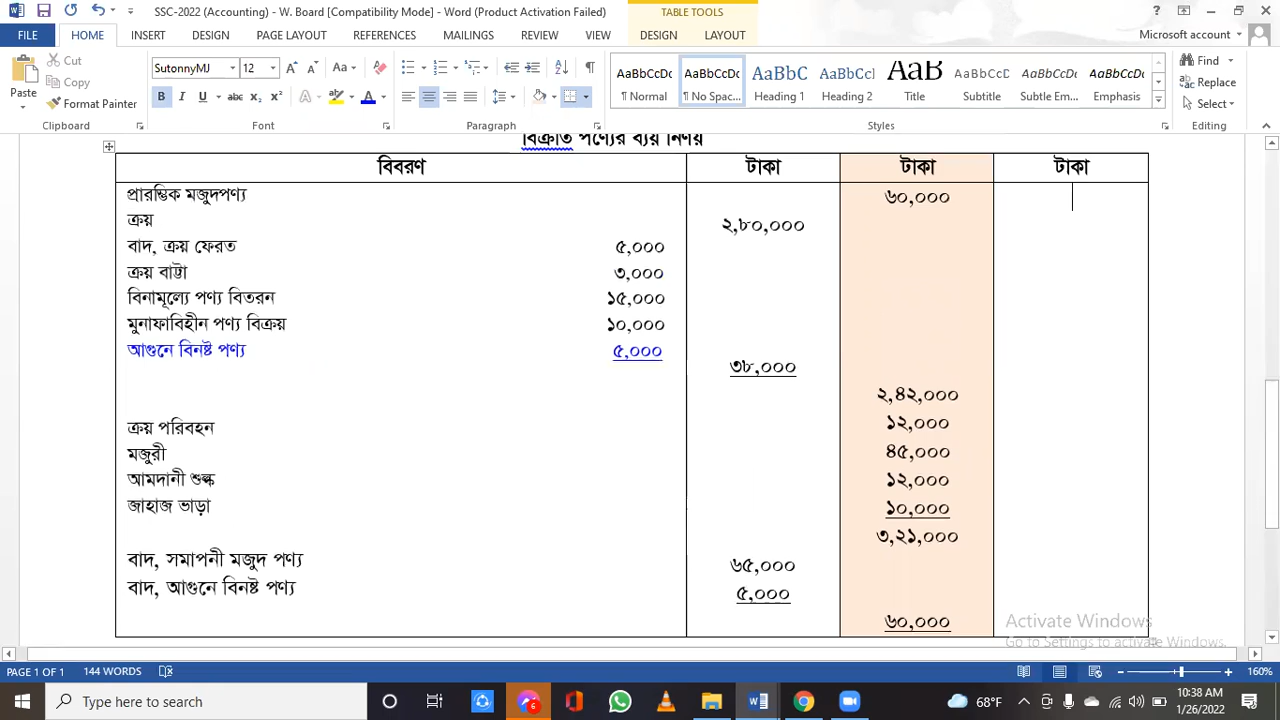 SSC-2022 (Accounting) - W. Board [Compatibility Mode] - Word (Product Activation Failed)
TABLE TOOLS
FILE HOME INSERT DESIGN PAGE LAYOUT REFERENCES MAILINGS REVIEW VIEW DESIGN LAYOUT Microsoft account
Paste
Cut
Copy
Format Painter
SutonnyMJ 12
AaBbCcDc AaBbCcDc AaBbC AaBbCcD AaB AaBbCcD AaBbCcDc AaBbCcDc
¶ Normal ¶ No Spac... Heading 1 Heading 2 Title Subtitle Subtle Em... Emphasis
Find
Replace
Select
Clipboard Font Paragraph Styles Editing
বিক্রীত পণ্যের ব্যয় নির্ণয়
বিবরণ টাকা টাকা টাকা
প্রারম্ভিক মজুদপণ্য ৬০,০০০
ক্রয় ২,৮০,০০০
বাদ, ক্রয় ফেরত ৫,০০০
ক্রয় বাট্টা ৩,০০০
বিনামূল্যে পণ্য বিতরন ১৫,০০০
মুনাফাবিহীন পণ্য বিক্রয় ১০,০০০
আগুনে বিনষ্ট পণ্য ৫,০০০
৩৮,০০০
২,৪২,০০০
ক্রয় পরিবহন ১২,০০০
মজুরী ৪৫,০০০
আমদানী শুল্ক ১২,০০০
জাহাজ ভাড়া ১০,০০০
৩,২১,০০০
বাদ, সমাপনী মজুদ পণ্য ৬৫,০০০
বাদ, আগুনে বিনষ্ট পণ্য ৫,০০০
৬০,০০০
Activate Windows
Go to Settings to activate Windows.
PAGE 1 OF 1 144 WORDS 160%
Type here to search
6
68°F
10:38 AM
1/26/2022